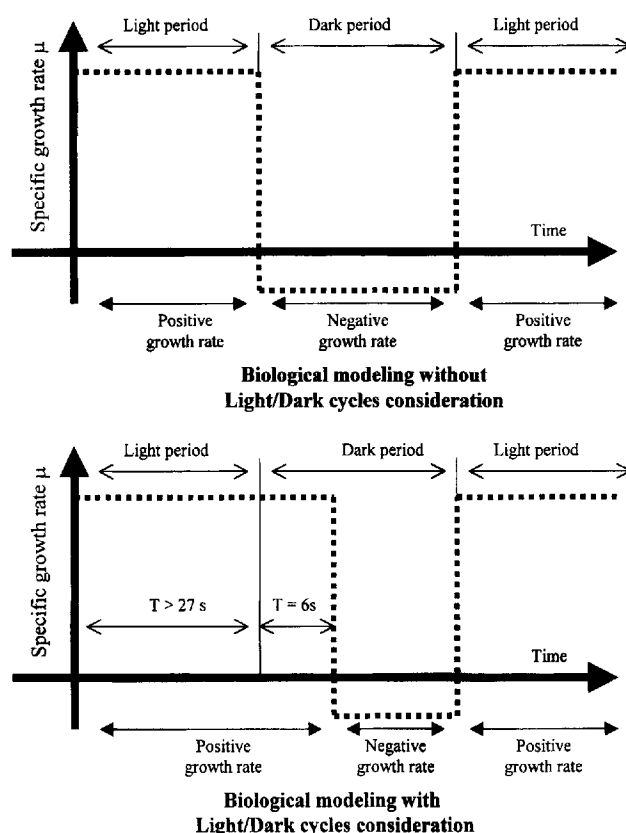 Light period
Dark period
Light period
Specific growth rate μ
Time
Positive
growth rate
Negative
growth rate
Positive
growth rate
Biological modeling without
Light/Dark cycles consideration
Light period
Dark period
Light period
Specific growth rate μ
T > 27 s
T = 6s
Time
Positive
growth rate
Negative
growth rate
Positive
growth rate
Biological modeling with
Light/Dark cycles consideration